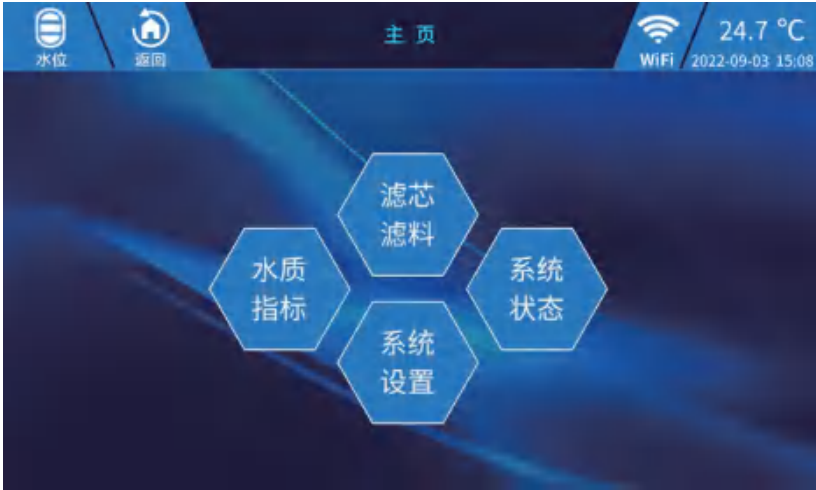 水位
返回
主页
WiFi
24.7 ℃
2022-09-03 15:08
滤芯
滤料
水质
指标
系统
状态
系统
设置